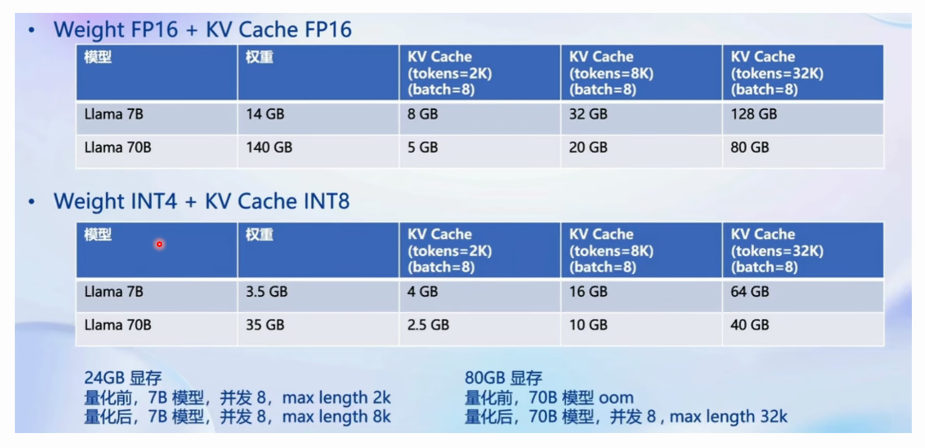 • Weight FP16 + KV Cache FP16
模型 权重 KV Cache (tokens=2K) (batch=8) KV Cache (tokens=8K) (batch=8) KV Cache (tokens=32K) (batch=8)
Llama 7B 14 GB 8 GB 32 GB 128 GB
Llama 70B 140 GB 5 GB 20 GB 80 GB
• Weight INT4 + KV Cache INT8
模型 权重 KV Cache (tokens=2K) (batch=8) KV Cache (tokens=8K) (batch=8) KV Cache (tokens=32K) (batch=8)
Llama 7B 3.5 GB 4 GB 16 GB 64 GB
Llama 70B 35 GB 2.5 GB 10 GB 40 GB
24GB 显存
量化前，7B 模型，并发 8，max length 2k
量化后，7B 模型，并发 8，max length 8k
80GB 显存
量化前，70B 模型 oom
量化后，70B 模型，并发 8 , max length 32k